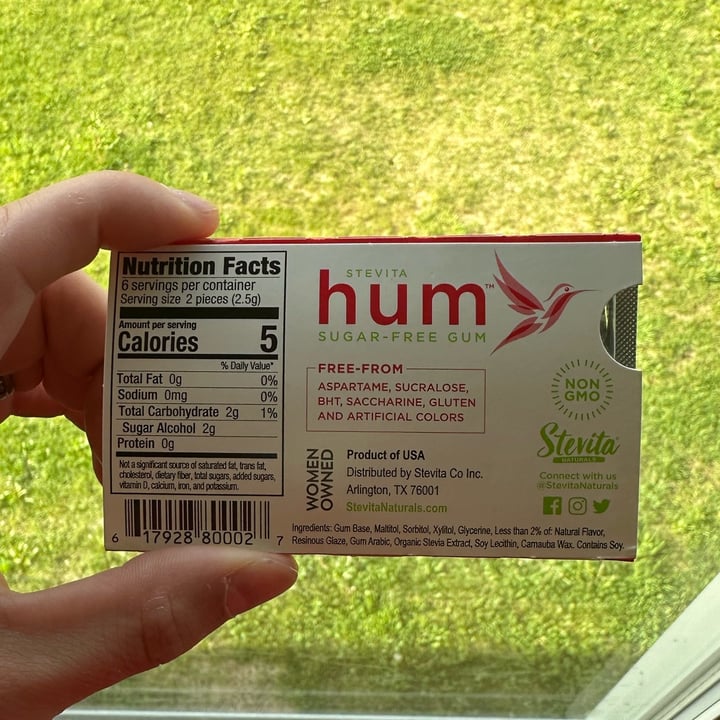 Nutrition Facts
6 servings per container
Serving size 2 pieces (2.5g)
Amount per serving
Calories 5
% Daily Value*
Total Fat 0g 0%
Sodium 0mg 0%
Total Carbohydrate 2g 1%
Sugar Alcohol 2g
Protein 0g
Not a significant source of saturated fat, trans fat,
cholesterol, dietary fiber, total sugars, added sugars,
vitamin D, calcium, iron, and potassium.
6 17928 80002 7
STEVITA
hum™
SUGAR-FREE GUM
FREE-FROM
ASPARTAME, SUCRALOSE,
BHT, SACCHARINE, GLUTEN
AND ARTIFICIAL COLORS
WOMEN
OWNED
Product of USA
Distributed by Stevita Co Inc.
Arlington, TX 76001
StevitaNaturals.com
NON
GMO
Stevita®
NATURALS
Connect with us
@StevitaNaturals
Ingredients: Gum Base, Maltitol, Sorbitol, Xylitol, Glycerine, Less than 2% of: Natural Flavor,
Resinous Glaze, Gum Arabic, Organic Stevia Extract, Soy Lecithin, Carnauba Wax. Contains Soy.